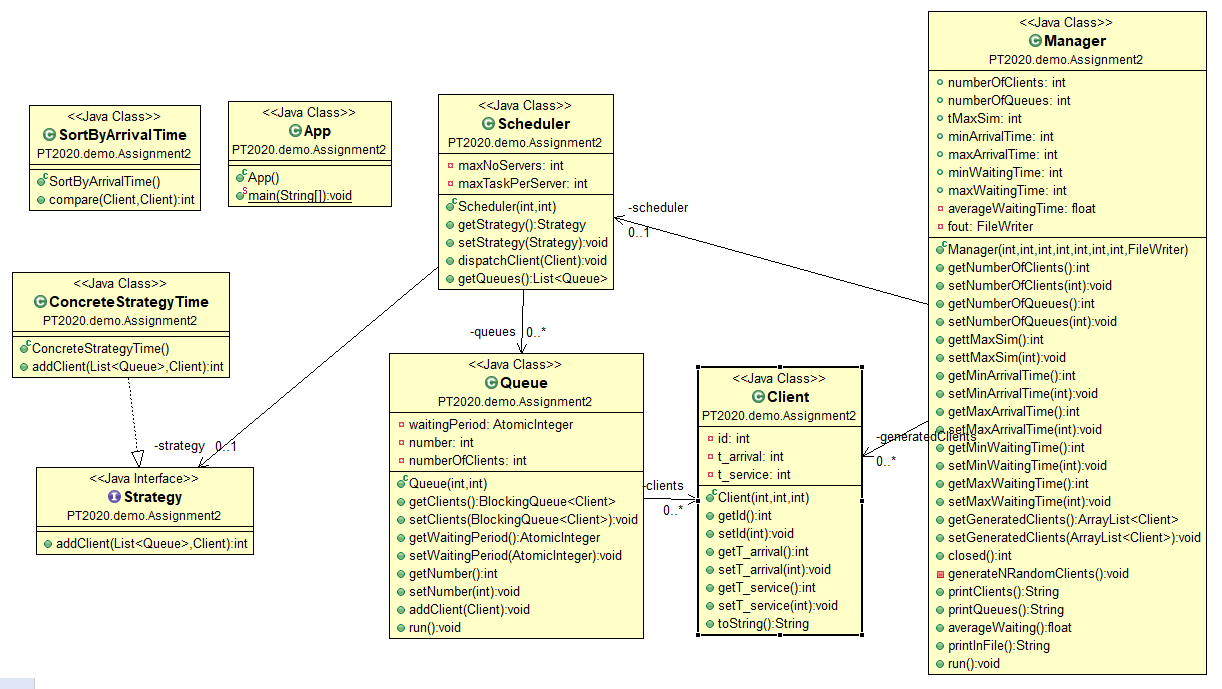 <<Java Class>>
SortByArrivalTime
PT2020.demo.Assignment2
SortByArrivalTime()
compare(Client,Client):int
<<Java Class>>
App
PT2020.demo.Assignment2
App()
main(String[]):void
<<Java Class>>
Scheduler
PT2020.demo.Assignment2
maxNoServers: int
maxTaskPerServer: int
Scheduler(int,int)
getStrategy():Strategy
setStrategy(Strategy):void
dispatchClient(Client):void
getQueues():List<Queue>
<<Java Class>>
Manager
PT2020.demo.Assignment2
numberOfClients: int
numberOfQueues: int
tMaxSim: int
minArrivalTime: int
maxArrivalTime: int
minWaitingTime: int
maxWaitingTime: int
averageWaitingTime: float
fout: FileWriter
Manager(int,int,int,int,int,int,int,FileWriter)
getNumberOfClients():int
setNumberOfClients(int):void
getNumberOfQueues():int
setNumberOfQueues(int):void
gettMaxSim():int
settMaxSim(int):void
getMinArrivalTime():int
setMinArrivalTime(int):void
getMaxArrivalTime():int
setMaxArrivalTime(int):void
getMinWaitingTime():int
setMinWaitingTime(int):void
getMaxWaitingTime():int
setMaxWaitingTime(int):void
getGeneratedClients():ArrayList<Client>
setGeneratedClients(ArrayList<Client>):void
closed():int
generateNRandomClients():void
printClients():String
printQueues():String
averageWaiting():float
printInFile():String
run():void
-scheduler
0..1
<<Java Class>>
ConcreteStrategyTime
PT2020.demo.Assignment2
ConcreteStrategyTime()
addClient(List<Queue>,Client):int
-queues
0..*
-strategy
0..1
<<Java Interface>>
Strategy
PT2020.demo.Assignment2
addClient(List<Queue>,Client):int
<<Java Class>>
Queue
PT2020.demo.Assignment2
waitingPeriod: AtomicInteger
number: int
numberOfClients: int
Queue(int,int)
getClients():BlockingQueue<Client>
setClients(BlockingQueue<Client>):void
getWaitingPeriod():AtomicInteger
setWaitingPeriod(AtomicInteger):void
getNumber():int
setNumber(int):void
addClient(Client):void
run():void
-clients
0..*
<<Java Class>>
Client
PT2020.demo.Assignment2
id: int
t_arrival: int
t_service: int
Client(int,int,int)
getId():int
setId(int):void
getT_arrival():int
setT_arrival(int):void
getT_service():int
setT_service(int):void
toString():String
-generatedClients
0..*